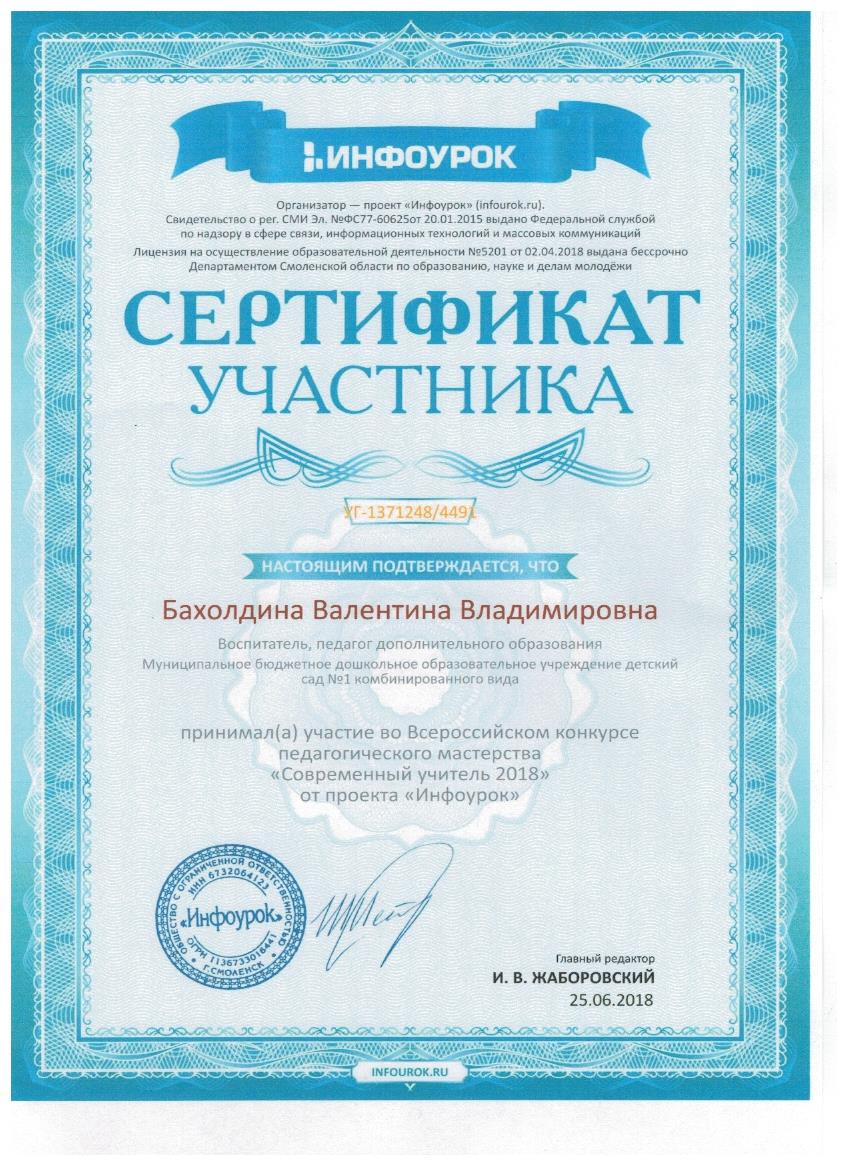 ИНФОУРОК
Организатор — проект «Инфоурок» (infourok.ru).
Свидетельство о рег. СМИ Эл. №ФС77-60625от 20.01.2015 выдано Федеральной службой
по надзору в сфере связи, информационных технологий и массовых коммуникаций
Лицензия на осуществление образовательной деятельности №5201 от 02.04.2018 выдана бессрочно
Департаментом Смоленской области по образованию, науке и делам молодёжи
СЕРТИФИКАТ
УЧАСТНИКА
УГ-1371248/4491
НАСТОЯЩИМ ПОДТВЕРЖДАЕТСЯ, ЧТО
Бахолдина Валентина Владимировна
Воспитатель, педагог дополнительного образования
Муниципальное бюджетное дошкольное образовательное учреждение детский
сад №1 комбинированного вида
принимал(а) участие во Всероссийском конкурсе
педагогического мастерства
«Современный учитель 2018»
от проекта «Инфоурок»
ОБЩЕСТВО С ОГРАНИЧЕННОЙ ОТВЕТСТВЕННОСТЬЮ
ИНН 6732064123
«Инфоурок»
ОГРН 1136733016441
Г.СМОЛЕНСК
Главный редактор
И. В. ЖАБОРОВСКИЙ
25.06.2018
INFOUROK.RU